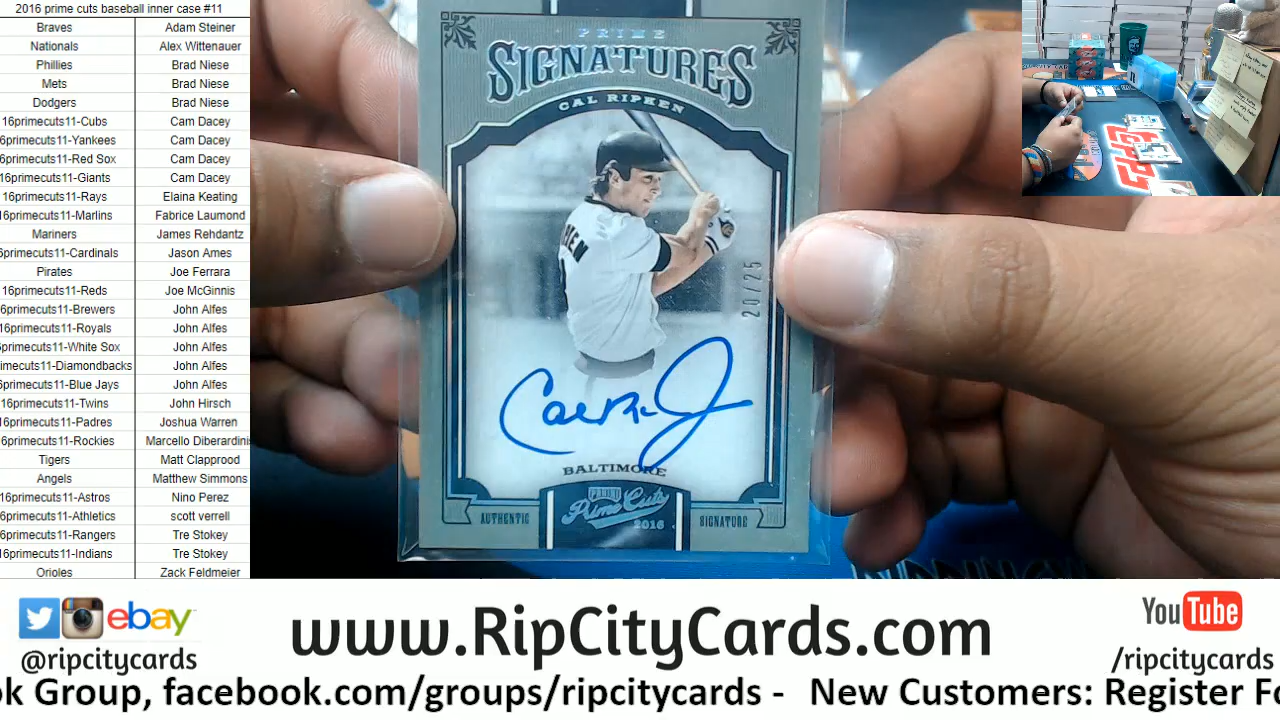 2016 prime cuts baseball inner case #11
Braves Adam Steiner
Nationals Alex Wittenauer
Phillies Brad Niese
Mets Brad Niese
Dodgers Brad Niese
16primecuts11-Cubs Cam Dacey
6primecuts11-Yankees Cam Dacey
6primecuts11-Red Sox Cam Dacey
6primecuts11-Giants Cam Dacey
Rays Elaina Keating
16primecuts11-Marlins Fabrice Laumond
Mariners James Rehdantz
6primecuts11-Cardinals Jason Ames
Pirates Joe Ferrara
16primecuts11-Reds Joe McGinnis
6primecuts11-Brewers John Alfes
6primecuts11-Royals John Alfes
primecuts11-White Sox John Alfes
imecuts11-Diamondbacks John Alfes
6primecuts11-Blue Jays John Alfes
16primecuts11-Twins John Hirsch
16primecuts11-Padres Joshua Warren
6primecuts11-Rockies Marcello Diberardini
Tigers Matt Clapprood
Angels Matthew Simmons
16primecuts11-Astros Nino Perez
6primecuts11-Athletics scott verrell
6primecuts11-Rangers Tre Stokey
16primecuts11-Indians Tre Stokey
Orioles Zack Feldmeier
PRIME
SIGNATURES
CAL RIPKEN
20/25
BALTIMORE
PANINI
Prime Cuts
2016
AUTHENTIC SIGNATURE
ebay
@ripcitycards
www.RipCityCards.com
YouTube
/ripcitycards
ok Group, facebook.com/groups/ripcitycards - New Customers: Register Fo